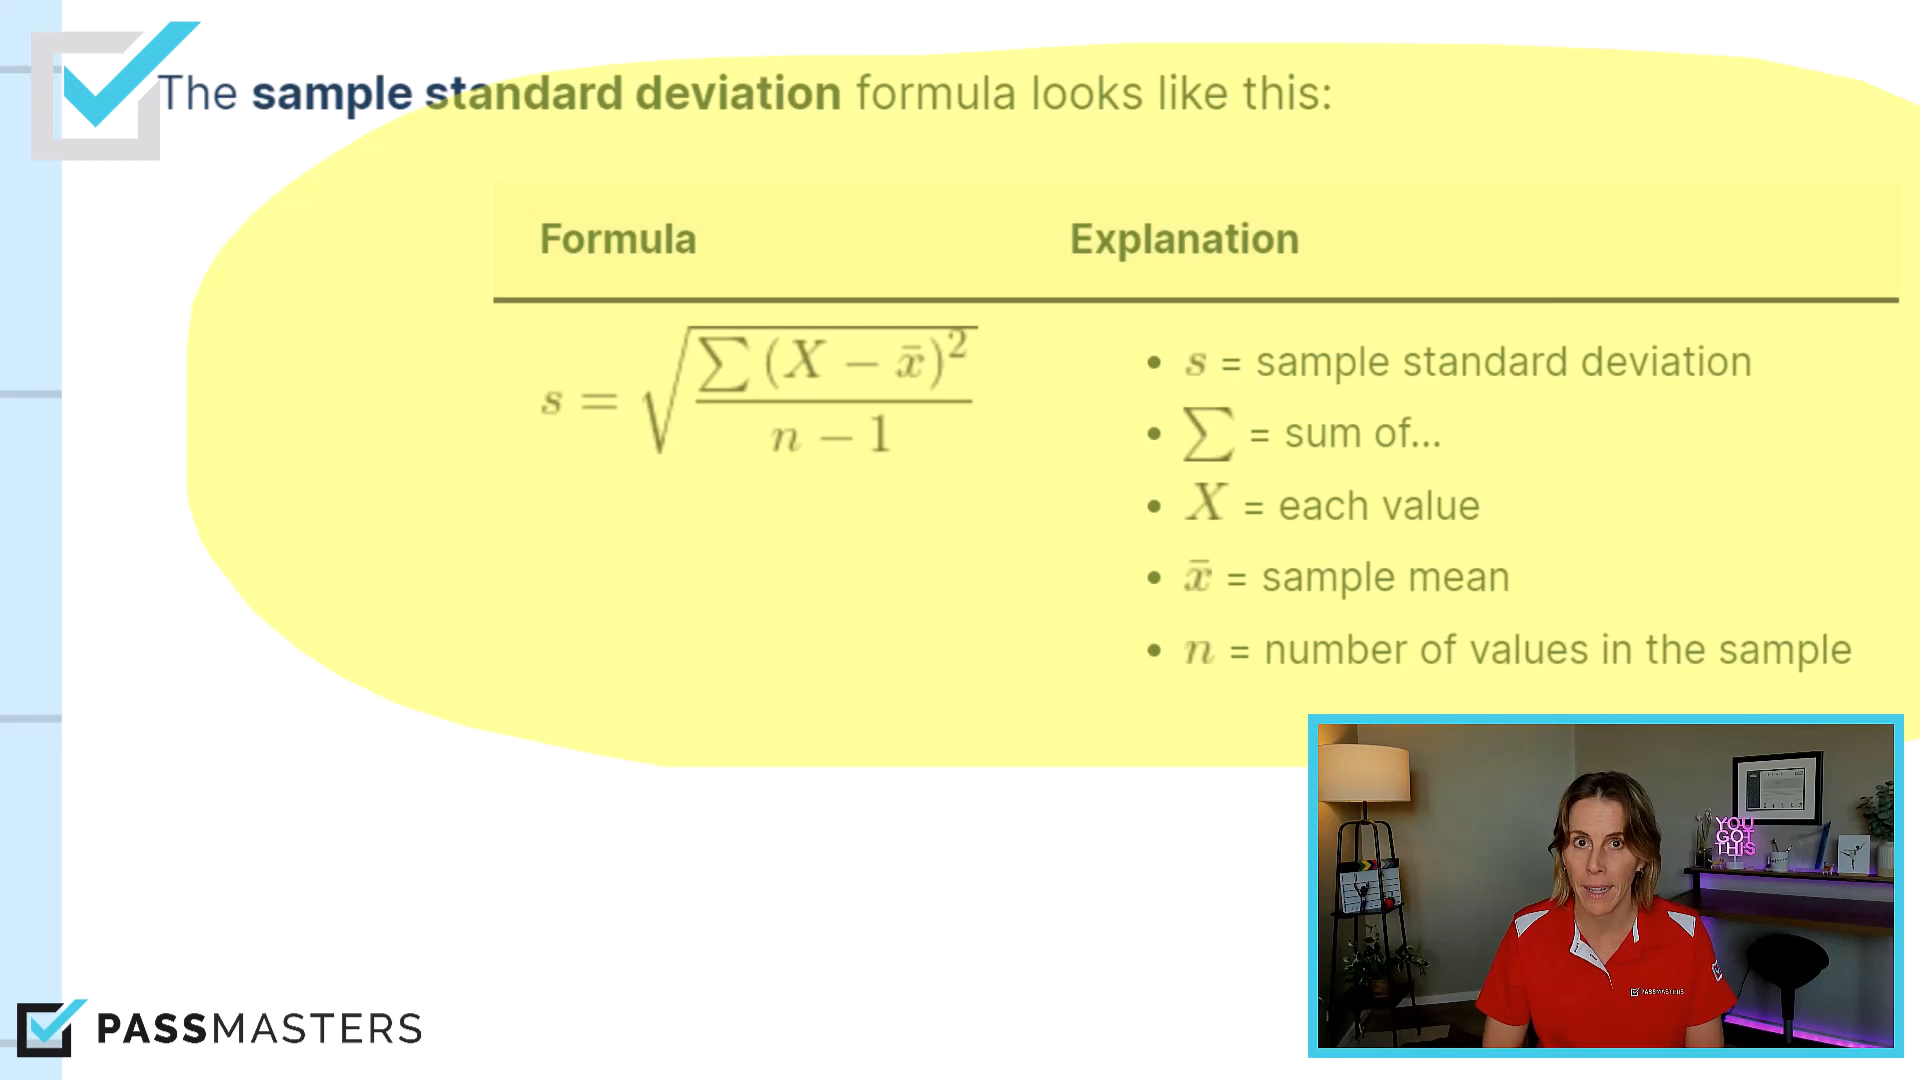 The sample standard deviation formula looks like this:
Formula
Explanation
s = √(∑ (X − x̄)² / (n − 1))
• s = sample standard deviation
• ∑ = sum of...
• X = each value
• x̄ = sample mean
• n = number of values in the sample
YOU
GOT
THIS
PASSMASTERS
PASSMASTERS